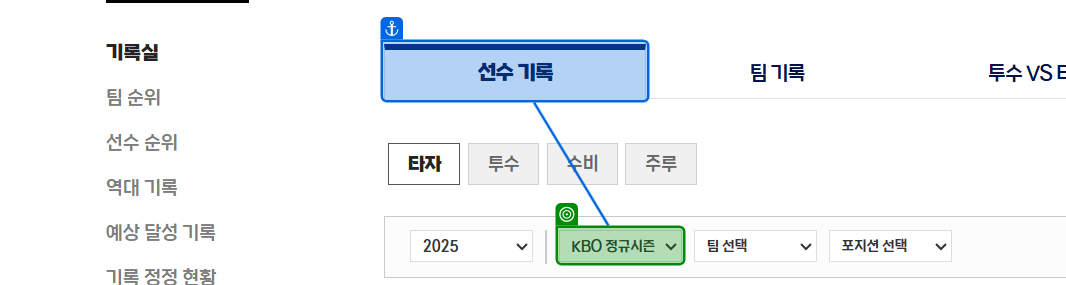 기록실
팀 순위
선수 순위
역대 기록
예상 달성 기록
기록 정정 현황
선수 기록
팀 기록
투수 VS
타자
투수
수비
주루
2025
KBO 정규시즌
팀 선택
포지션 선택